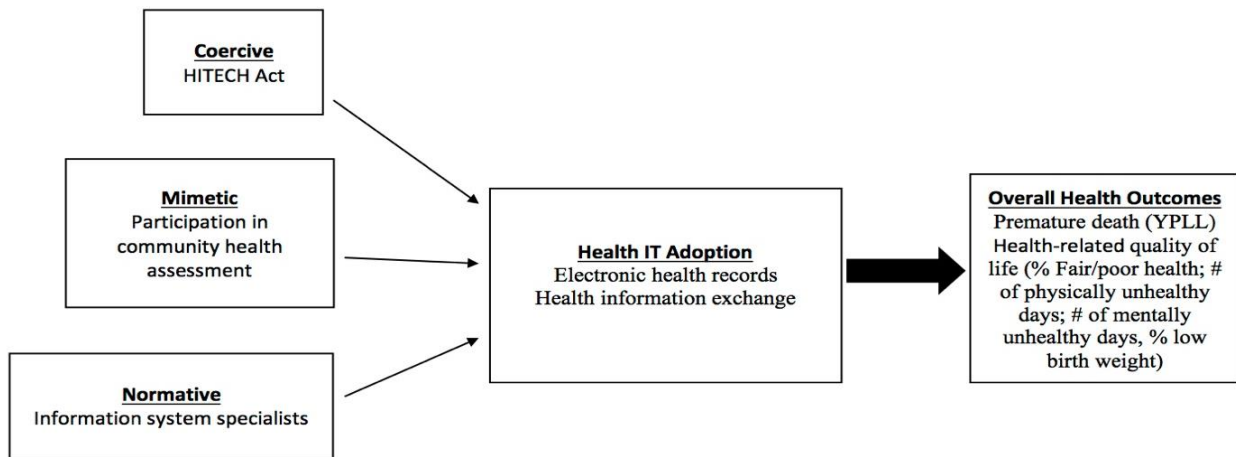 Coercive
HITECH Act
Mimetic
Participation in
community health
assessment
Normative
Information system specialists
Health IT Adoption
Electronic health records
Health information exchange
Overall Health Outcomes
Premature death (YPLL)
Health-related quality of
life (% Fair/poor health; #
of physically unhealthy
days; # of mentally
unhealthy days, % low
birth weight)